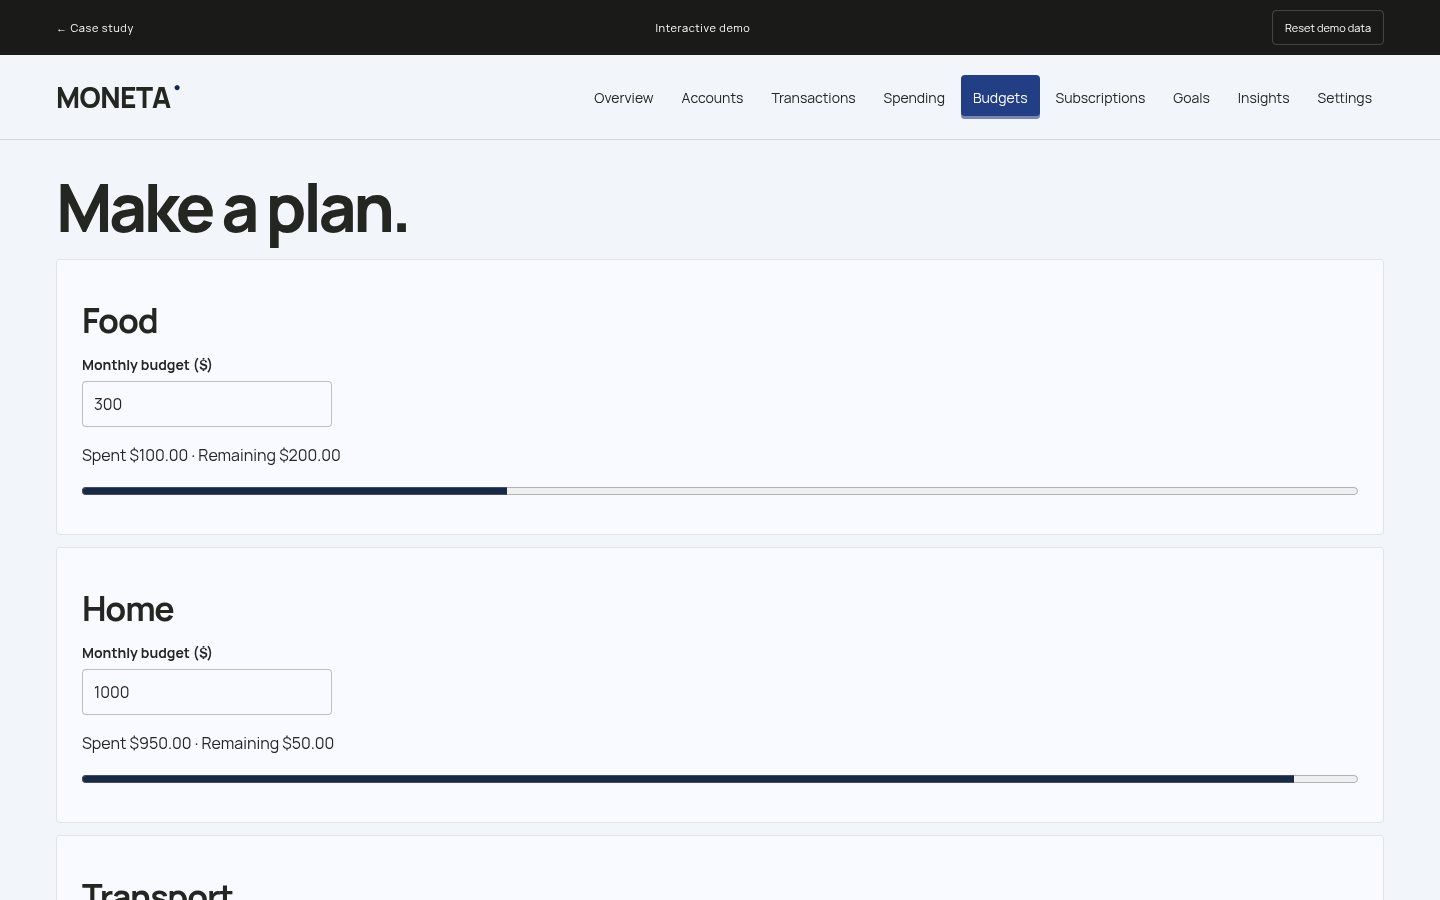 ← Case study
Interactive demo
Reset demo data
MONETA
Overview
Accounts
Transactions
Spending
Budgets
Subscriptions
Goals
Insights
Settings
Make a plan.
Food
Monthly budget ($)
300
Spent $100.00 · Remaining $200.00
Home
Monthly budget ($)
1000
Spent $950.00 · Remaining $50.00
Transport